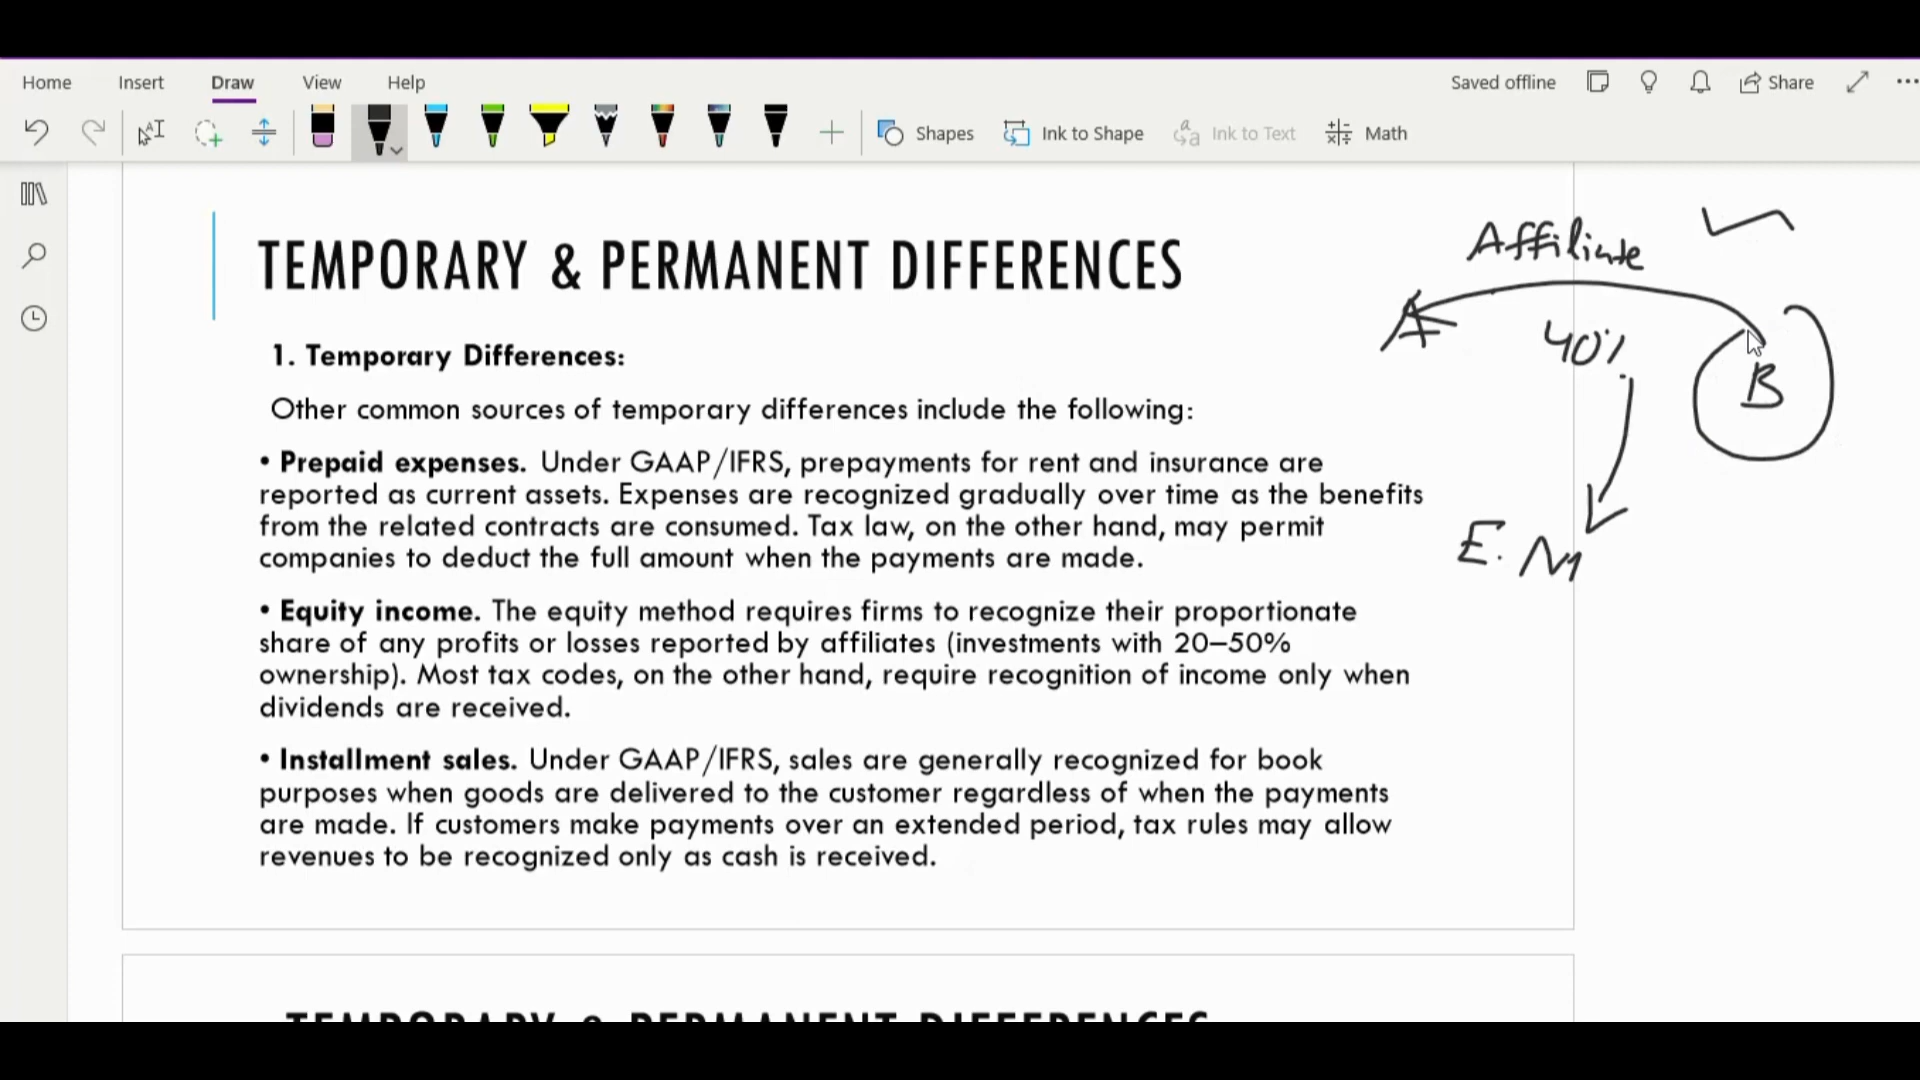 Home Insert Draw View Help Saved offline Share
Shapes Ink to Shape Ink to Text Math
TEMPORARY & PERMANENT DIFFERENCES
1. Temporary Differences:
Other common sources of temporary differences include the following:
• Prepaid expenses. Under GAAP/IFRS, prepayments for rent and insurance are
reported as current assets. Expenses are recognized gradually over time as the benefits
from the related contracts are consumed. Tax law, on the other hand, may permit
companies to deduct the full amount when the payments are made.
• Equity income. The equity method requires firms to recognize their proportionate
share of any profits or losses reported by affiliates (investments with 20–50%
ownership). Most tax codes, on the other hand, require recognition of income only when
dividends are received.
• Installment sales. Under GAAP/IFRS, sales are generally recognized for book
purposes when goods are delivered to the customer regardless of when the payments
are made. If customers make payments over an extended period, tax rules may allow
revenues to be recognized only as cash is received.
Affiliate
A 40% B
E. M
TEMPORARY & PERMANENT DIFFERENCES